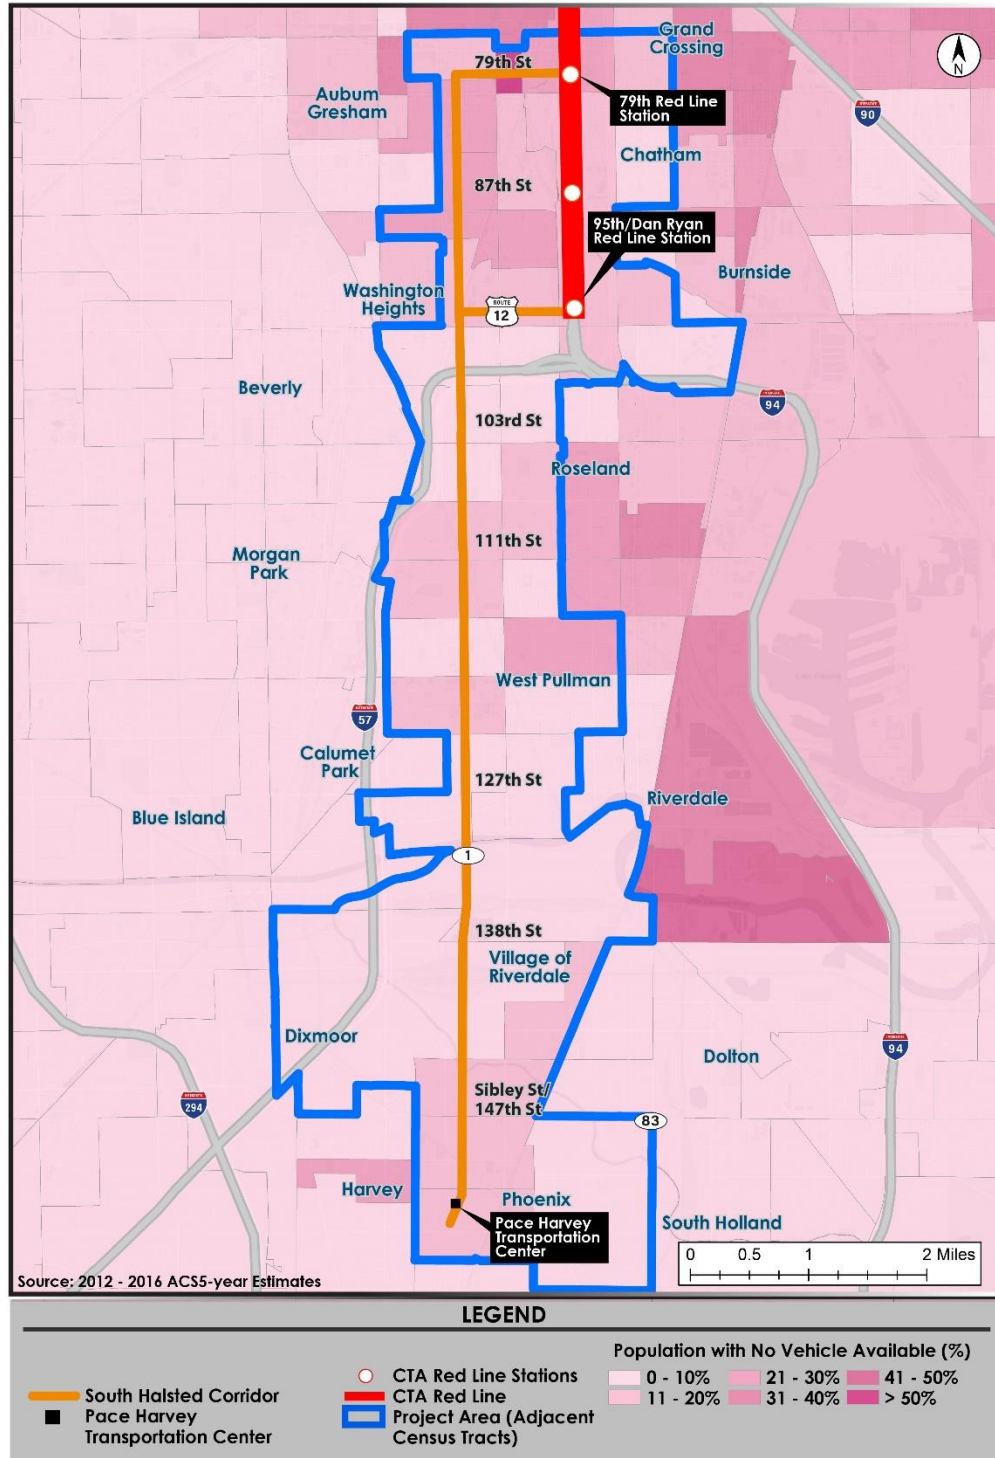 Grand
Crossing
N
79th St
79th Red Line
Station
Aubum
Gresham
INTERSTATE
90
Chatham
87th St
95th/Dan Ryan
Red Line Station
Burnside
Washington
Heights
ROUTE
12
Beverly
INTERSTATE
94
103rd St
Roseland
111th St
Morgan
Park
West Pullman
INTERSTATE
57
Calumet
Park
127th St
Riverdale
Blue Island
1
138th St
Village of
Riverdale
Dixmoor
INTERSTATE
94
Dolton
Sibley St/
147th St
INTERSTATE
294
83
Harvey
Phoenix
Pace Harvey
Transportation
Center
South Holland
0 0.5 1 2 Miles
Source: 2012 - 2016 ACS5-year Estimates
LEGEND
South Halsted Corridor
Pace Harvey
Transportation Center
CTA Red Line Stations
CTA Red Line
Project Area (Adjacent
Census Tracts)
Population with No Vehicle Available (%)
0 - 10% 21 - 30% 41 - 50%
11 - 20% 31 - 40% > 50%